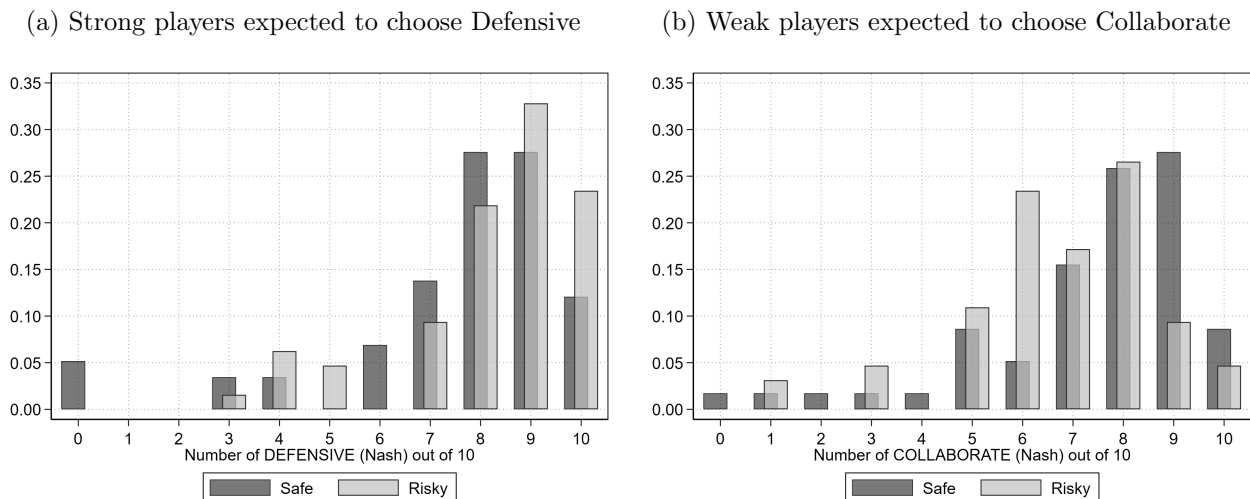 (a) Strong players expected to choose Defensive
0.35
0.30
0.25
0.20
0.15
0.10
0.05
0.00
0 1 2 3 4 5 6 7 8 9 10
Number of DEFENSIVE (Nash) out of 10
Safe Risky
(b) Weak players expected to choose Collaborate
0.35
0.30
0.25
0.20
0.15
0.10
0.05
0.00
0 1 2 3 4 5 6 7 8 9 10
Number of COLLABORATE (Nash) out of 10
Safe Risky